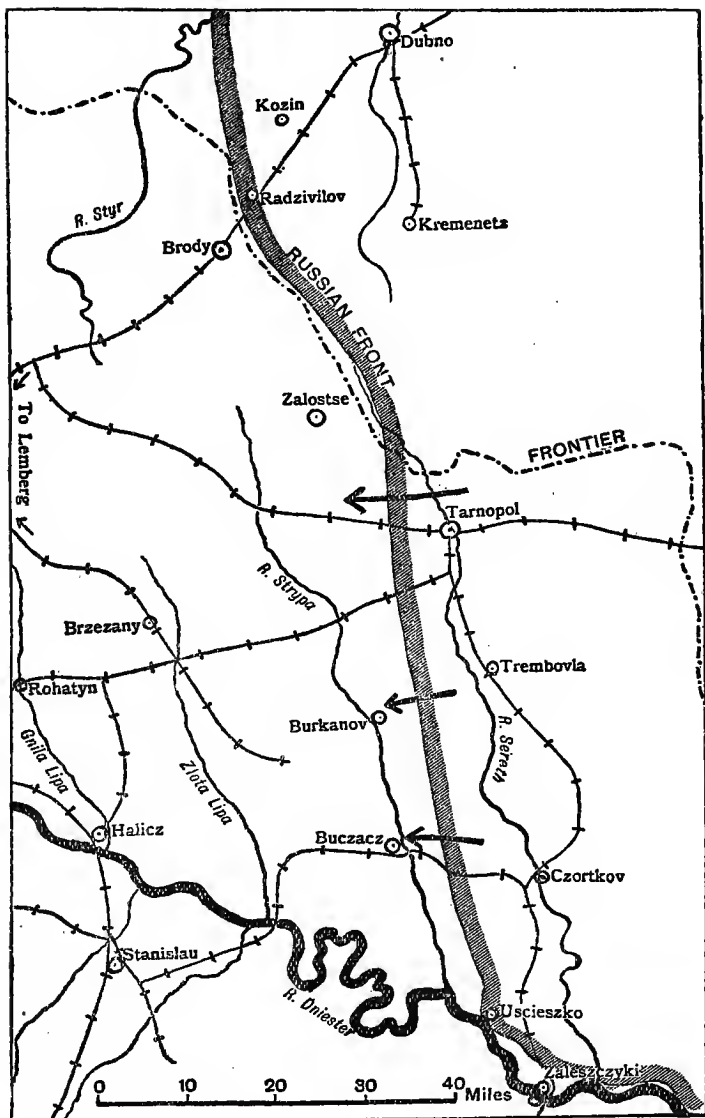 Dubno
Kozin
Radzivilov
R. Styr
Kremenetz
Brody
RUSSIAN FRONT
Zalostse
To Lemberg
FRONTIER
Tarnopol
R. Strypa
Brzezany
Trembovla
Rohatyn
Burkanov
R. Sereth
Gnila Lipa
Zlota Lipa
Halicz
Buczacz
Czortkov
Stanislau
R. Dniester
Uscieszko
Zaleszczyki
0 10 20 30 40 Miles